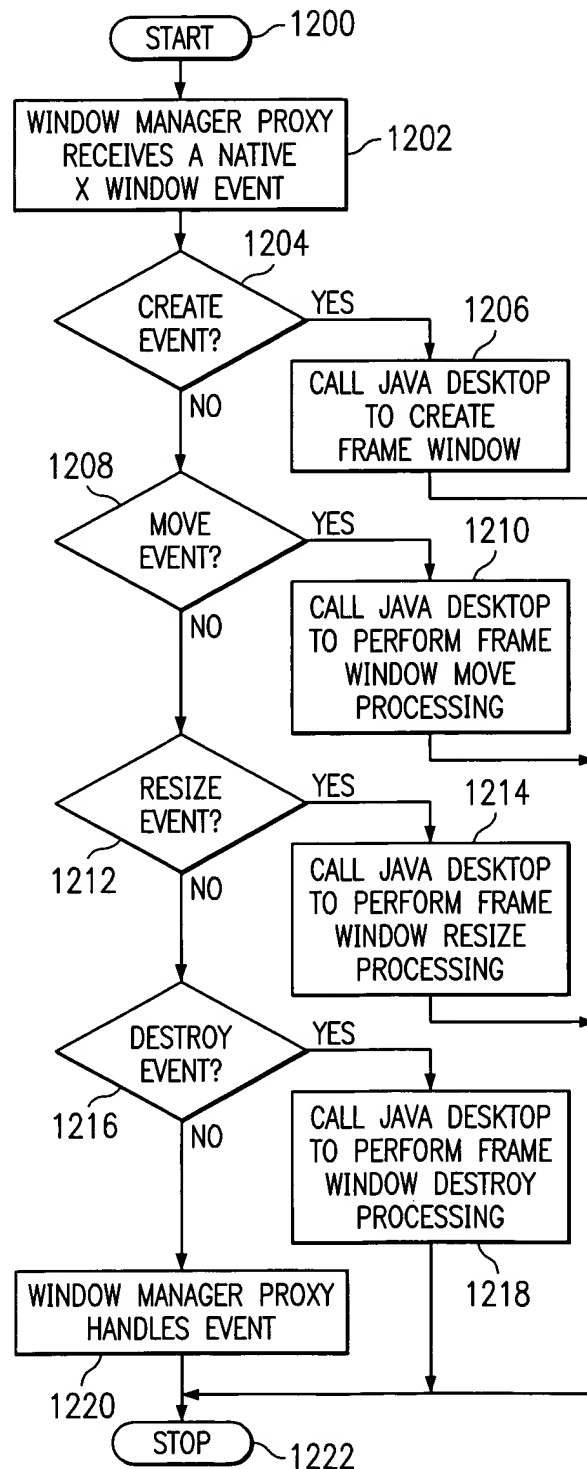 START
1200
WINDOW MANAGER PROXY
RECEIVES A NATIVE
X WINDOW EVENT
1202
1204
CREATE
EVENT?
YES
NO
1206
CALL JAVA DESKTOP
TO CREATE
FRAME WINDOW
1208
MOVE
EVENT?
YES
NO
1210
CALL JAVA DESKTOP
TO PERFORM FRAME
WINDOW MOVE
PROCESSING
RESIZE
EVENT?
YES
NO
1212
1214
CALL JAVA DESKTOP
TO PERFORM FRAME
WINDOW RESIZE
PROCESSING
DESTROY
EVENT?
YES
NO
1216
CALL JAVA DESKTOP
TO PERFORM FRAME
WINDOW DESTROY
PROCESSING
1218
WINDOW MANAGER PROXY
HANDLES EVENT
1220
STOP
1222